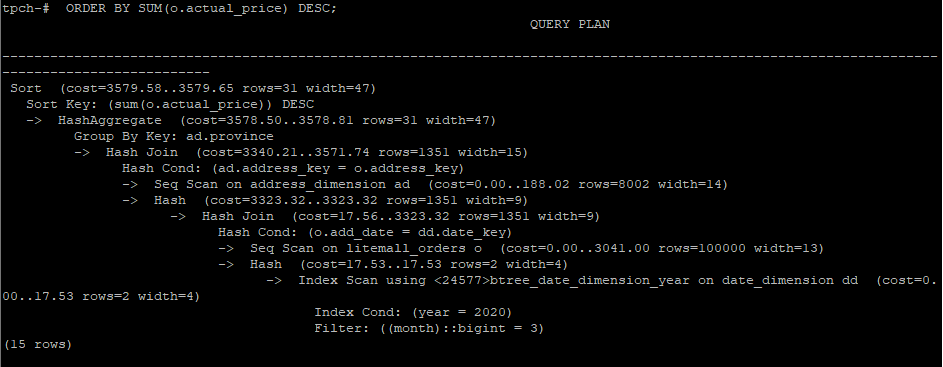 tpch-#  ORDER BY SUM(o.actual_price) DESC;
                                                                  QUERY PLAN
---------------------------------------------------------------------------------------------------------------------
--------------------------
 Sort  (cost=3579.58..3579.65 rows=31 width=47)
   Sort Key: (sum(o.actual_price)) DESC
   ->  HashAggregate  (cost=3578.50..3578.81 rows=31 width=47)
         Group By Key: ad.province
         ->  Hash Join  (cost=3340.21..3571.74 rows=1351 width=15)
               Hash Cond: (ad.address_key = o.address_key)
               ->  Seq Scan on address_dimension ad  (cost=0.00..188.02 rows=8002 width=14)
               ->  Hash  (cost=3323.32..3323.32 rows=1351 width=9)
                     ->  Hash Join  (cost=17.56..3323.32 rows=1351 width=9)
                           Hash Cond: (o.add_date = dd.date_key)
                           ->  Seq Scan on litemall_orders o  (cost=0.00..3041.00 rows=100000 width=13)
                           ->  Hash  (cost=17.53..17.53 rows=2 width=4)
                                 ->  Index Scan using <24577>btree_date_dimension_year on date_dimension dd  (cost=0.
00..17.53 rows=2 width=4)
                                       Index Cond: (year = 2020)
                                       Filter: ((month)::bigint = 3)
(15 rows)